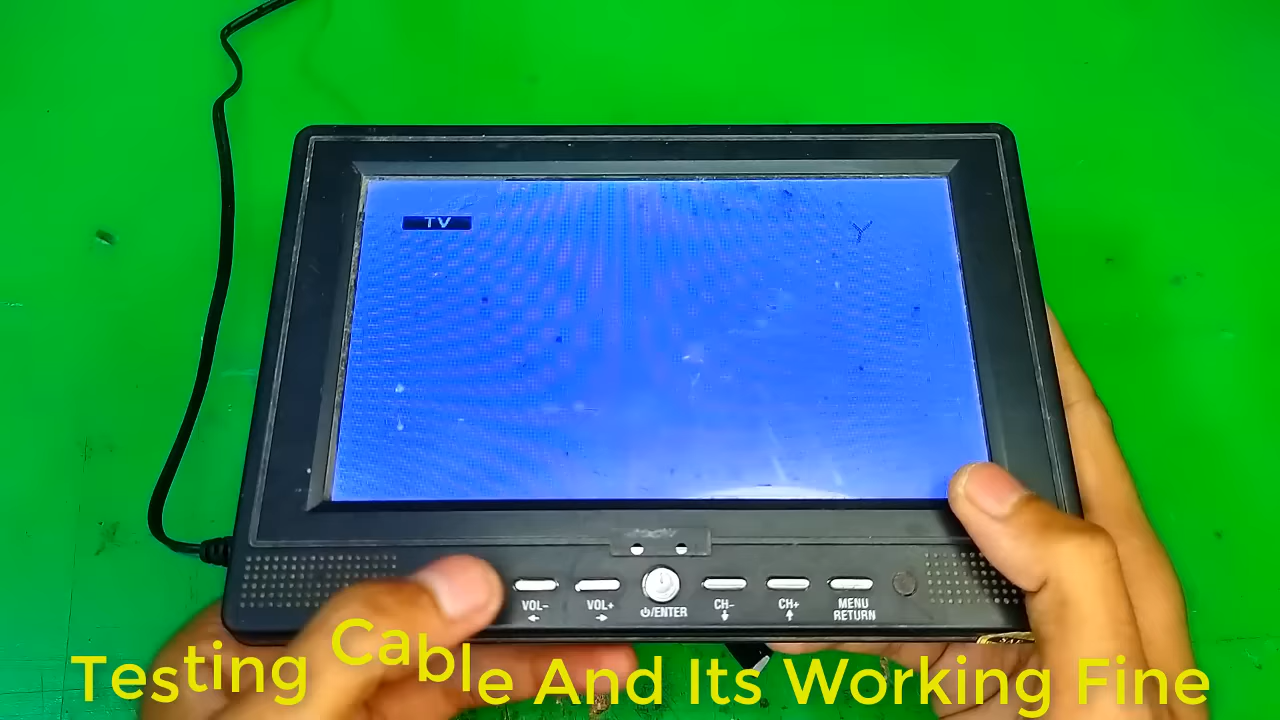 TV
VOL-
VOL+
⏻/ENTER
CH-
CH+
MENU
RETURN
Testing Cable And Its Working Fine